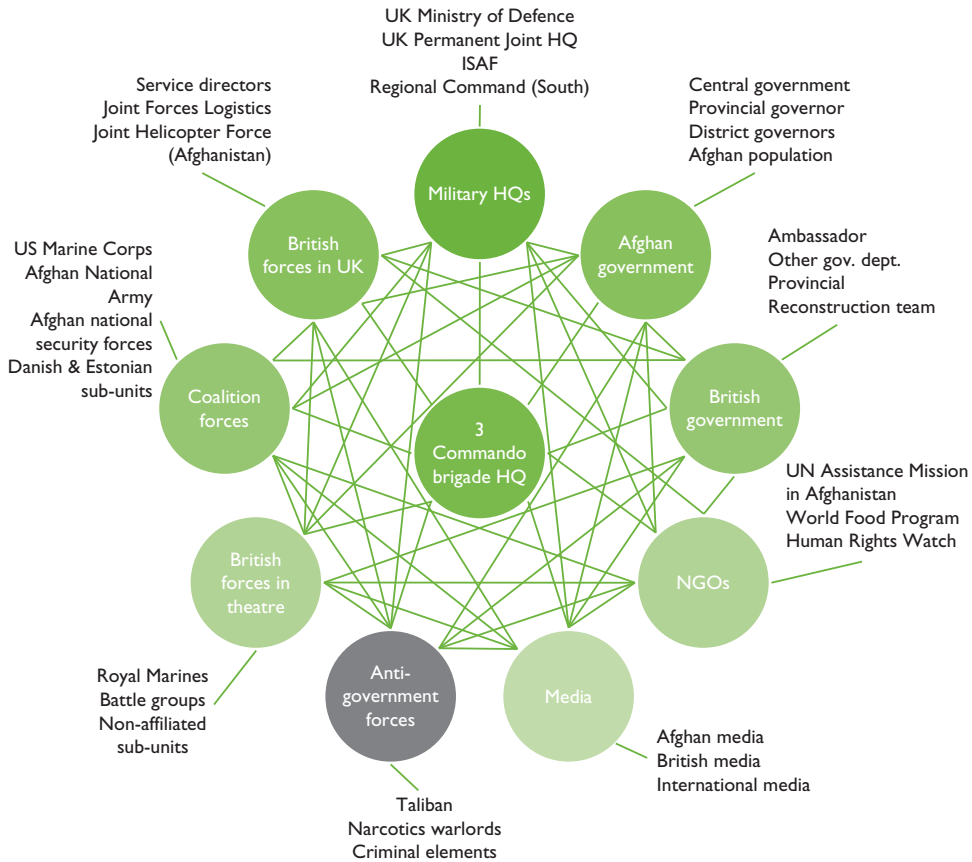 UK Ministry of Defence
UK Permanent Joint HQ
ISAF
Regional Command (South)
Service directors
Joint Forces Logistics
Joint Helicopter Force
(Afghanistan)
Central government
Provincial governor
District governors
Afghan population
Military HQs
British
forces in UK
Afghan
government
US Marine Corps
Afghan National
Army
Afghan national
security forces
Danish & Estonian
sub-units
Ambassador
Other gov. dept.
Provincial
Reconstruction team
Coalition
forces
British
government
3
Commando
brigade HQ
UN Assistance Mission
in Afghanistan
World Food Program
Human Rights Watch
British
forces in
theatre
NGOs
Royal Marines
Battle groups
Non-affiliated
sub-units
Anti-
government
forces
Media
Afghan media
British media
International media
Taliban
Narcotics warlords
Criminal elements